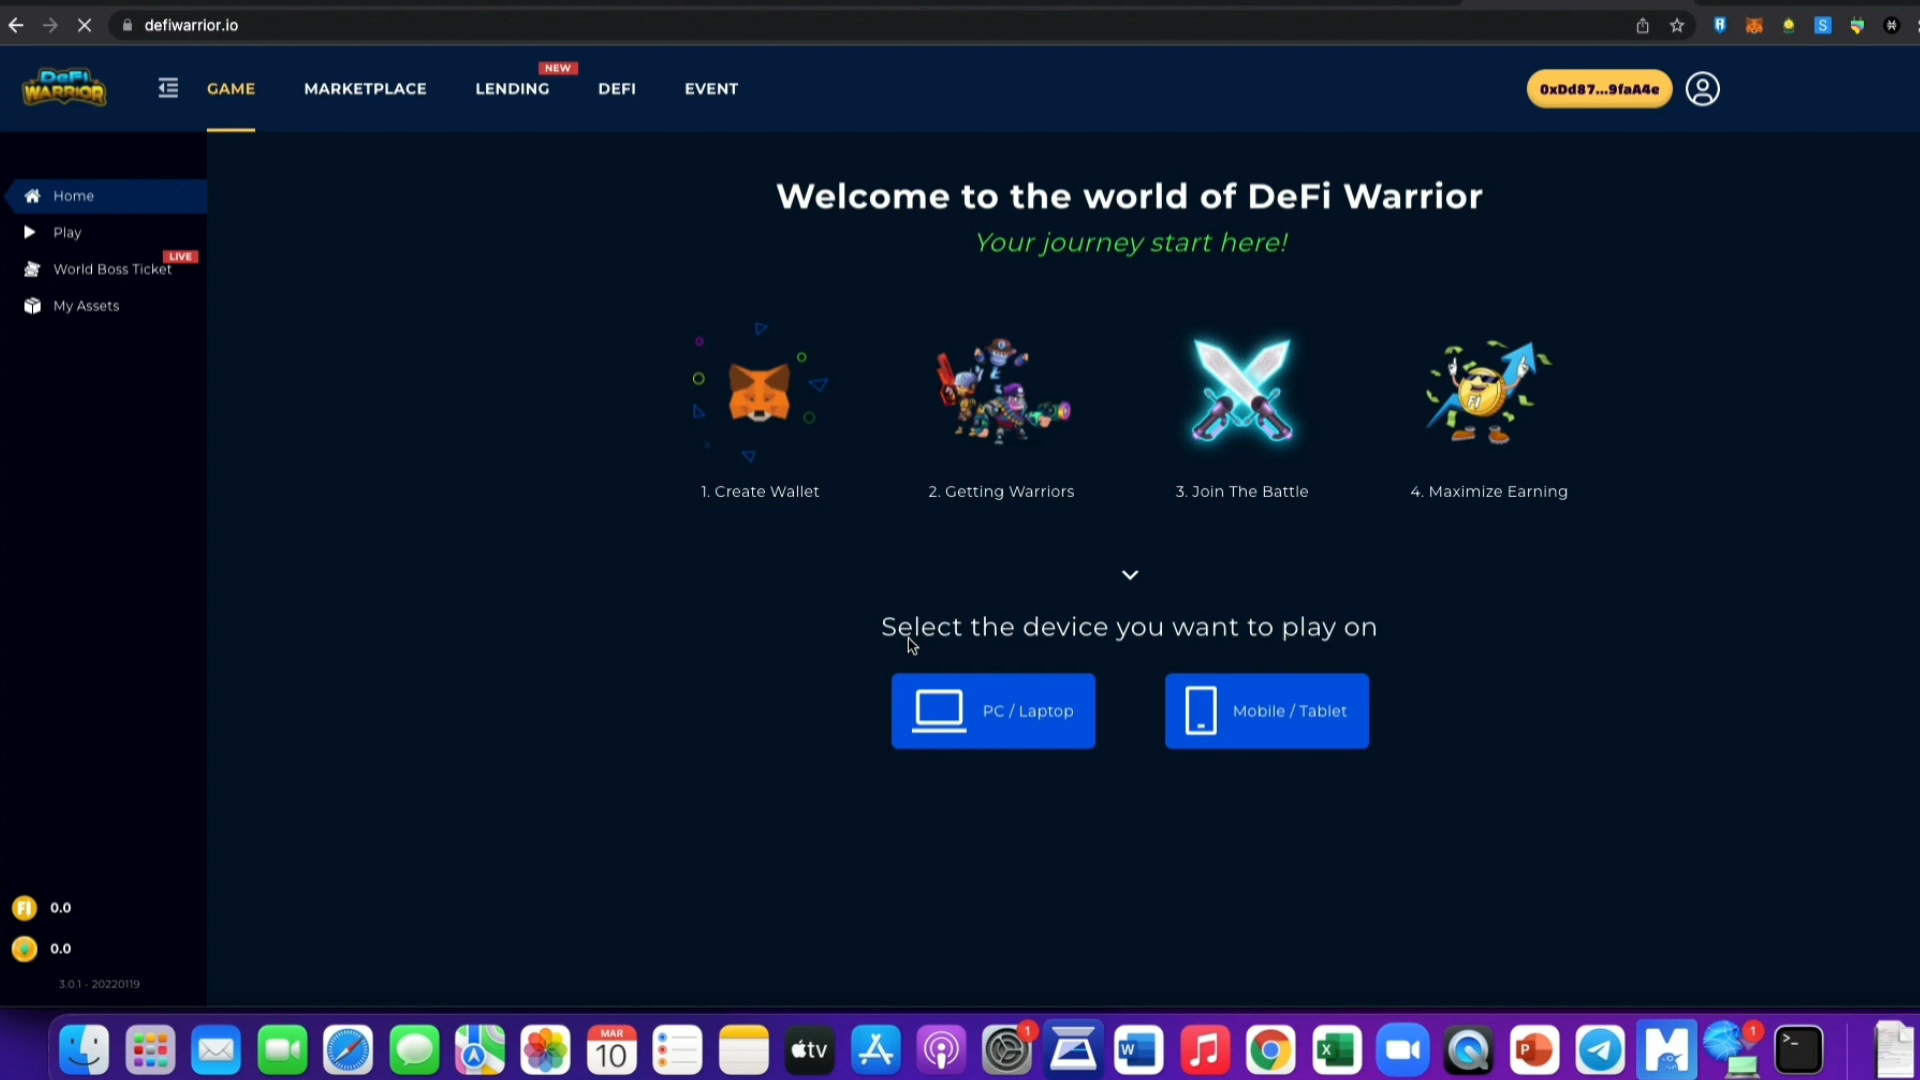 defiwarrior.io
DeFi
WARRIOR
GAME
MARKETPLACE
LENDING
NEW
DEFI
EVENT
0xDd87...9faA4e
Home
Play
LIVE
World Boss Ticket
My Assets
Welcome to the world of DeFi Warrior
Your journey start here!
1. Create Wallet
2. Getting Warriors
3. Join The Battle
4. Maximize Earning
Select the device you want to play on
PC / Laptop
Mobile / Tablet
FI
0.0
0.0
3.0.1 - 20220119
MAR
10
tv
1
W
X
P
1
>_